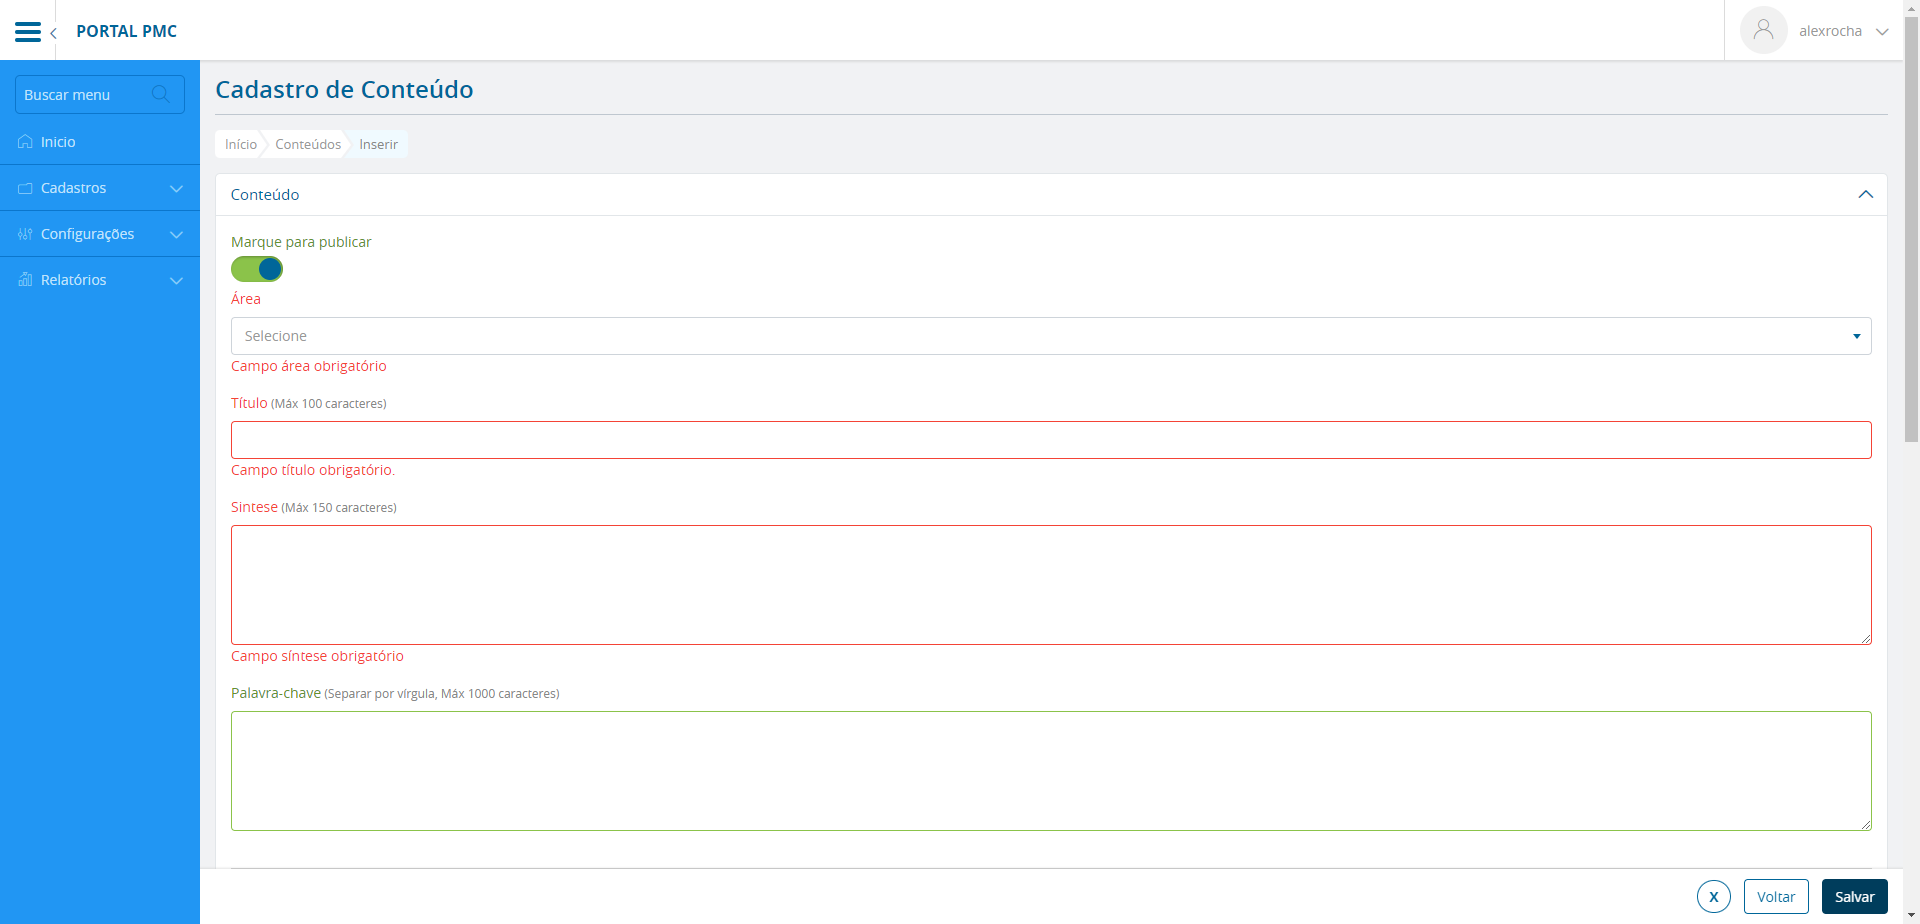 PORTAL PMC
alexrocha
Buscar menu
Inicio
Cadastros
Configurações
Relatórios
Cadastro de Conteúdo
Início
Conteúdos
Inserir
Conteúdo
Marque para publicar
Área
Selecione
Campo área obrigatório
Título (Máx 100 caracteres)
Campo título obrigatório.
Sintese (Máx 150 caracteres)
Campo síntese obrigatório
Palavra-chave (Separar por vírgula, Máx 1000 caracteres)
X
Voltar
Salvar